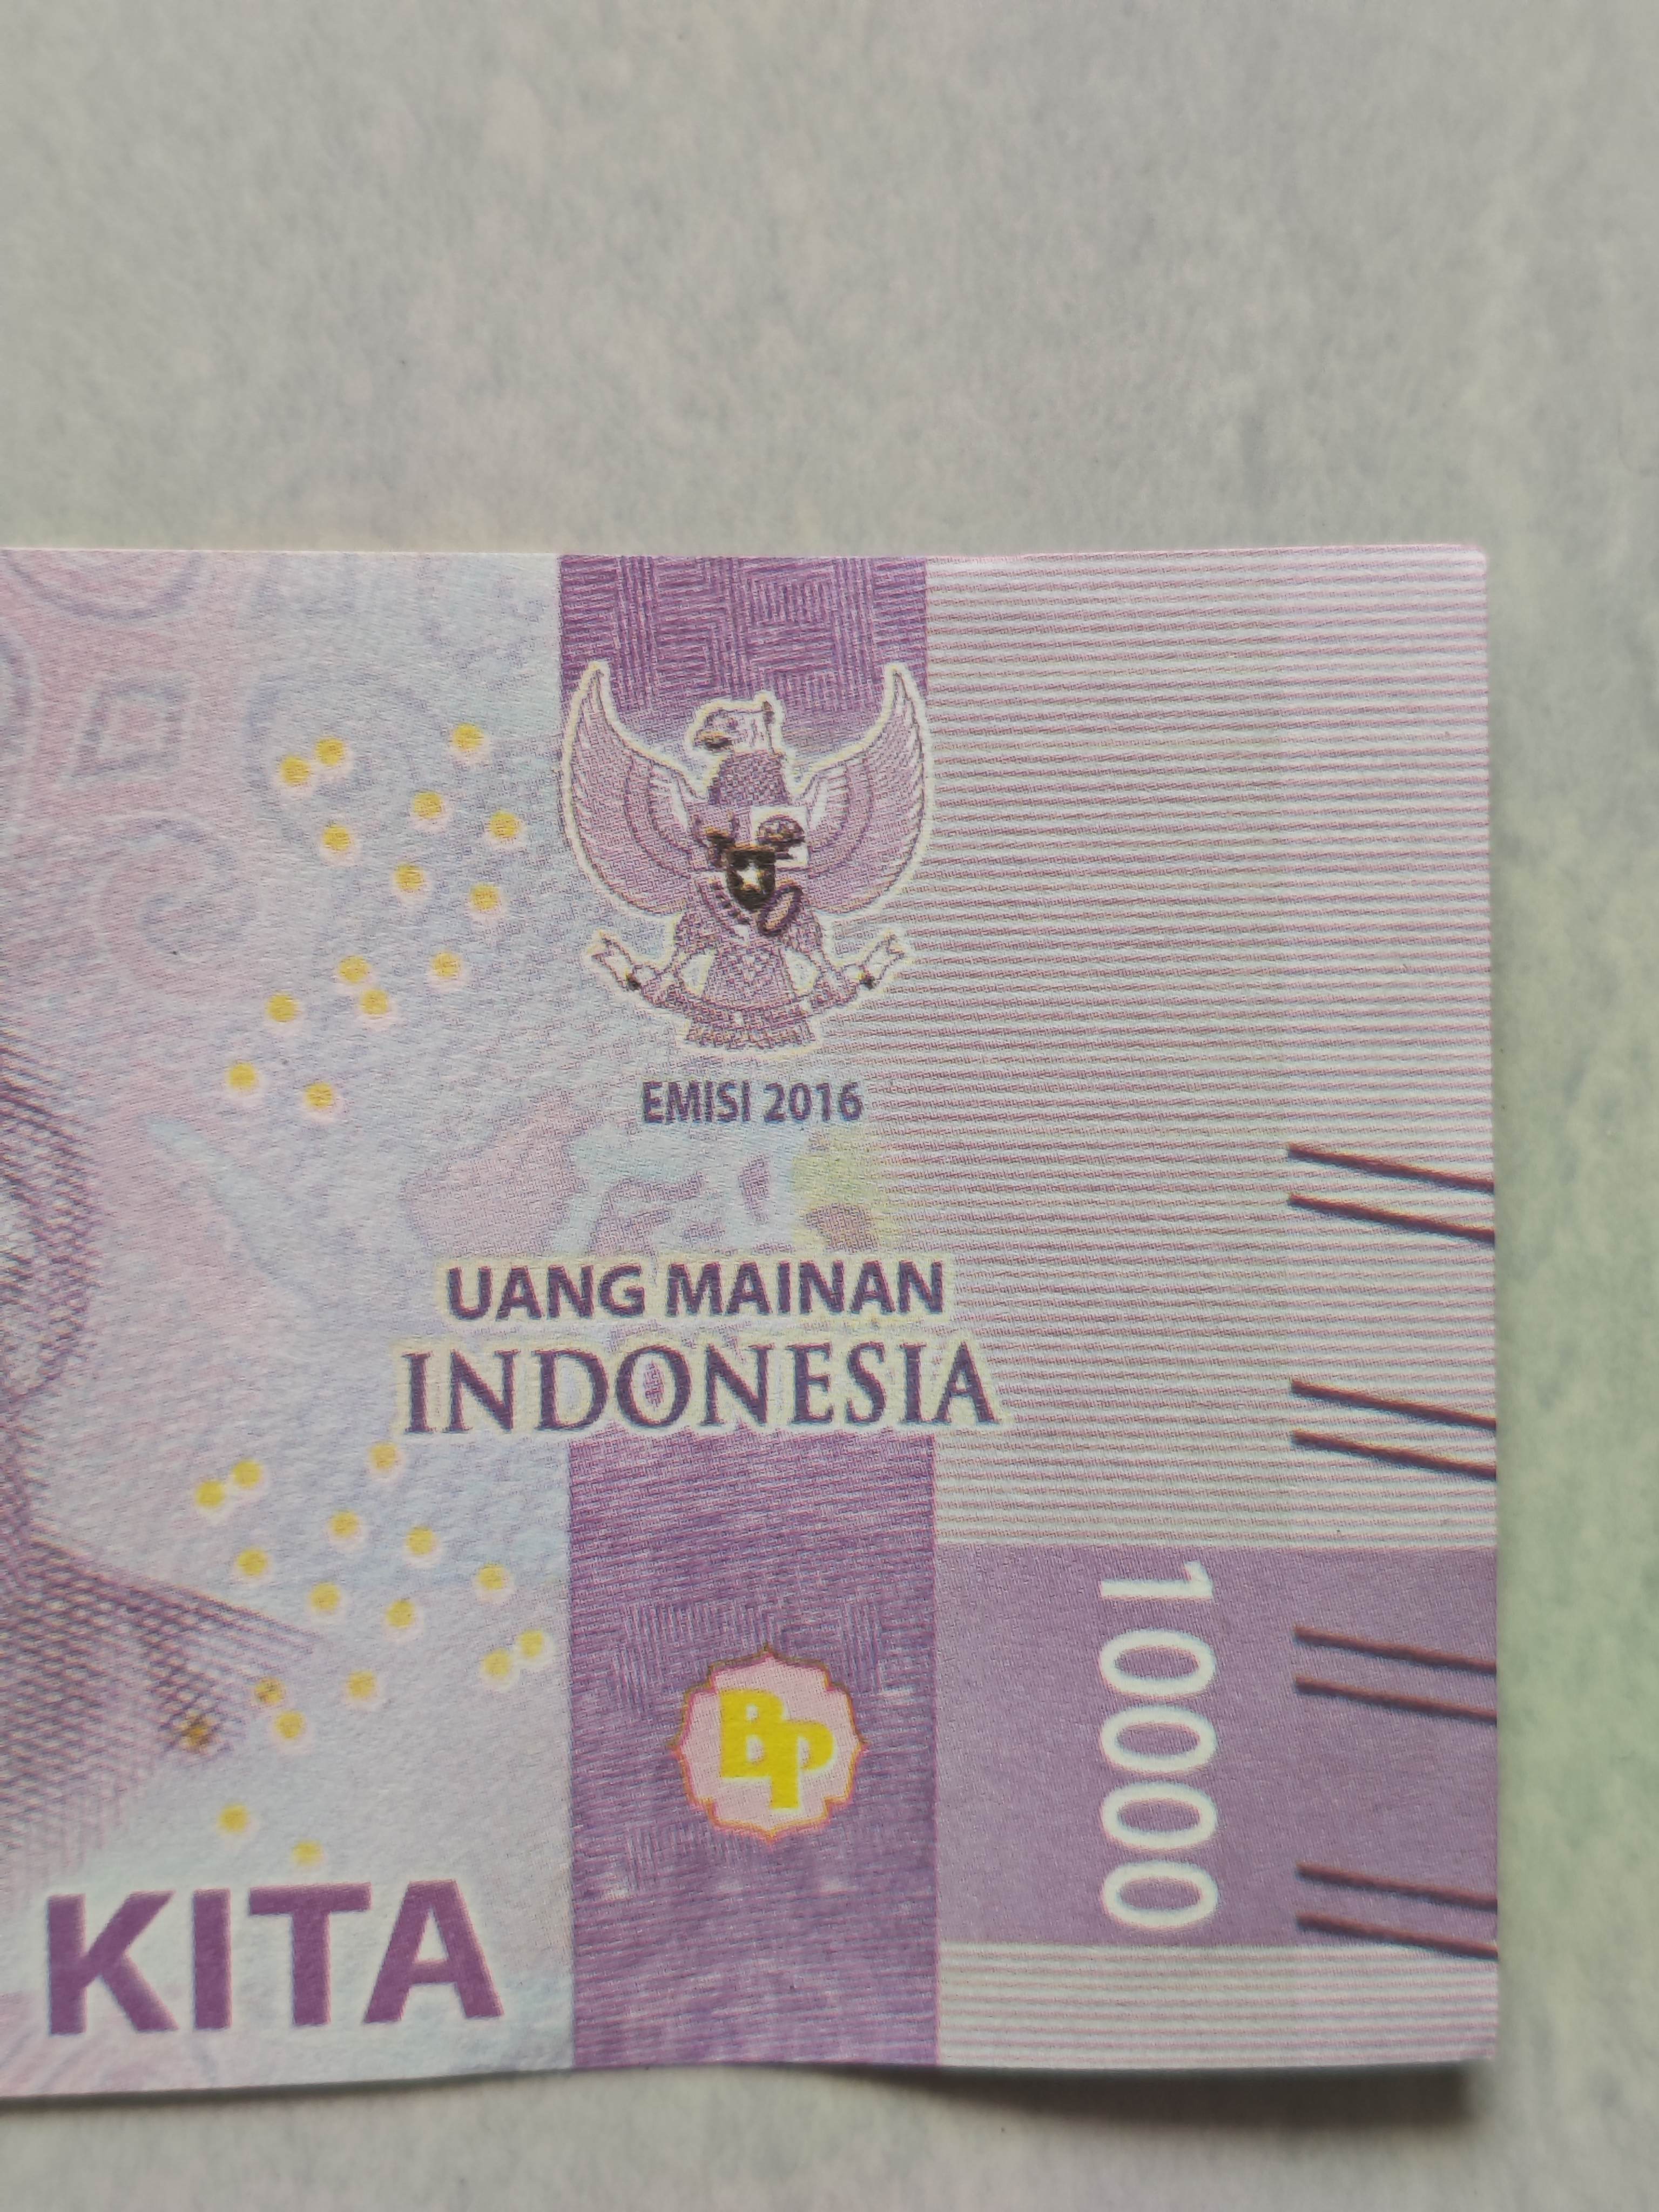 EMISI 2016
UANG MAINAN
INDONESIA
BP
10000
KITA